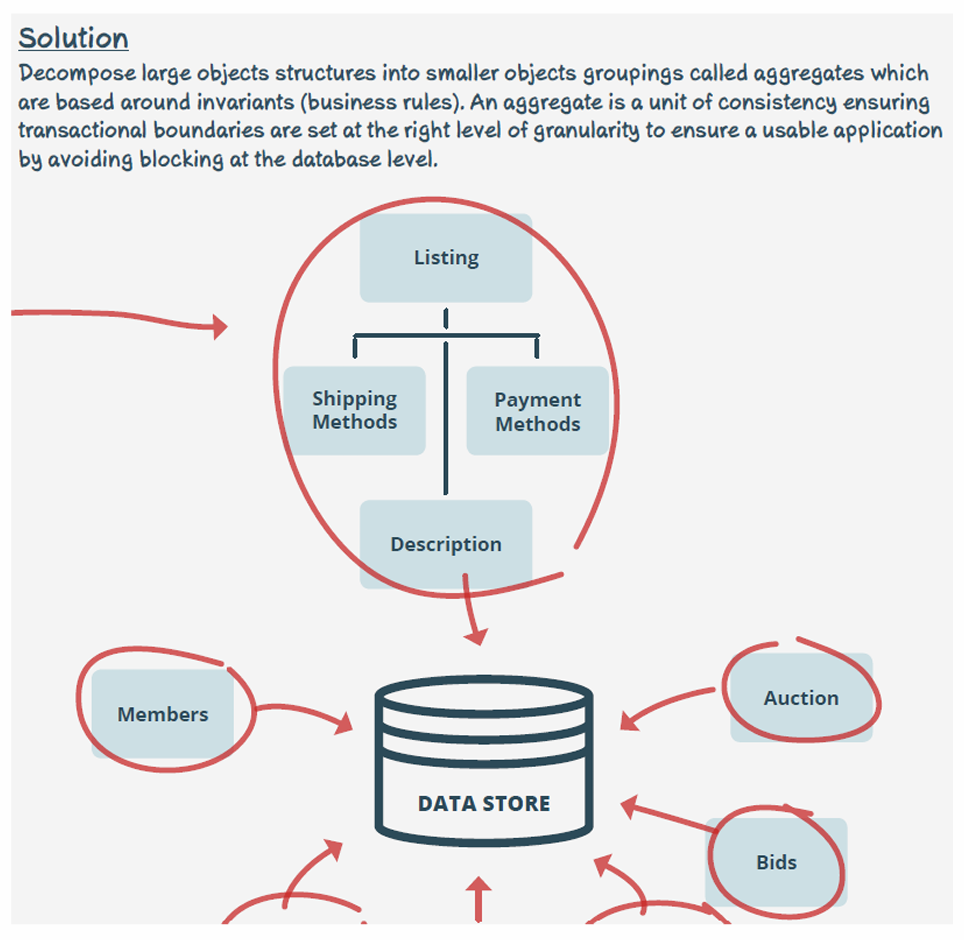 Solution
Decompose large objects structures into smaller objects groupings called aggregates which
are based around invariants (business rules). An aggregate is a unit of consistency ensuring
transactional boundaries are set at the right level of granularity to ensure a usable application
by avoiding blocking at the database level.
Listing
Shipping
Methods
Payment
Methods
Description
Members
Auction
DATA STORE
Bids